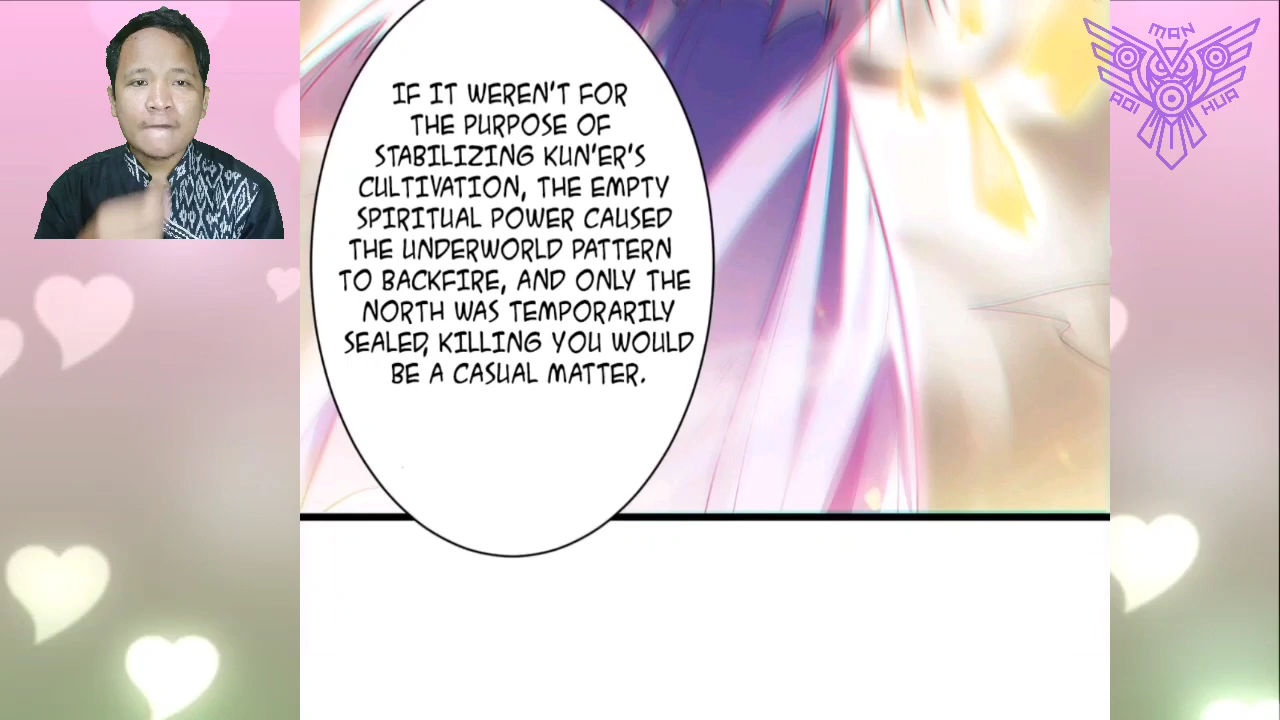 IF IT WEREN'T FOR
THE PURPOSE OF
STABILIZING KUN'ER'S
CULTIVATION, THE EMPTY
SPIRITUAL POWER CAUSED
THE UNDERWORLD PATTERN
TO BACKFIRE, AND ONLY THE
NORTH WAS TEMPORARILY
SEALED, KILLING YOU WOULD
BE A CASUAL MATTER.
MAN
ADI HUA